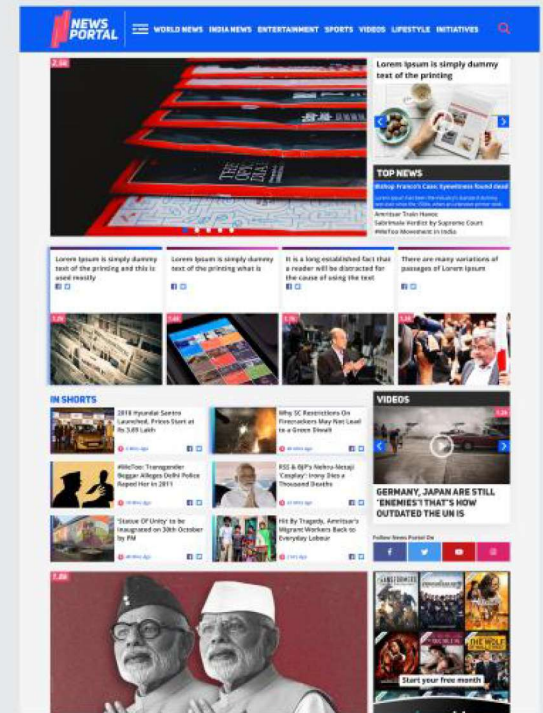 NEWS
PORTAL
WORLD NEWS INDIA NEWS ENTERTAINMENT SPORTS VIDEOS LIFESTYLE INITIATIVES
Lorem Ipsum is simply dummy
text of the printing
TOP NEWS
Bishop Franco's Case: Eyewitness found dead
Amritsar Train Havoc
Sabrimala Verdict by Supreme Court
#MeToo Movement in India
Lorem Ipsum is simply dummy
text of the printing and this is
used mostly
Lorem Ipsum is simply dummy
text of the printing what is
It is a long established fact that
a reader will be distracted for
the cause of using the text
There are many variations of
passages of Lorem Ipsum
IN SHORTS
2018 Hyundai Santro
Launched, Prices Start at
Rs 3.89 Lakh
Why SC Restrictions On
Firecrackers May Not Lead
to a Green Diwali
#MeToo: Transgender
Beggar Alleges Delhi Police
Raped Her in 2011
RSS & BJP's Nehru-Netaji
'Cosplay': Irony Dies a
Thousand Deaths
'Statue Of Unity' to be
Inaugrated on 30th October
by PM
Hit By Tragedy, Amritsar's
Migrant Workers Back to
Everyday Labour
VIDEOS
GERMANY, JAPAN ARE STILL
'ENEMIES'! THAT'S HOW
OUTDATED THE UN IS
Follow News Portal On
TRANSFORMERS
THE WOLF
Start your free month